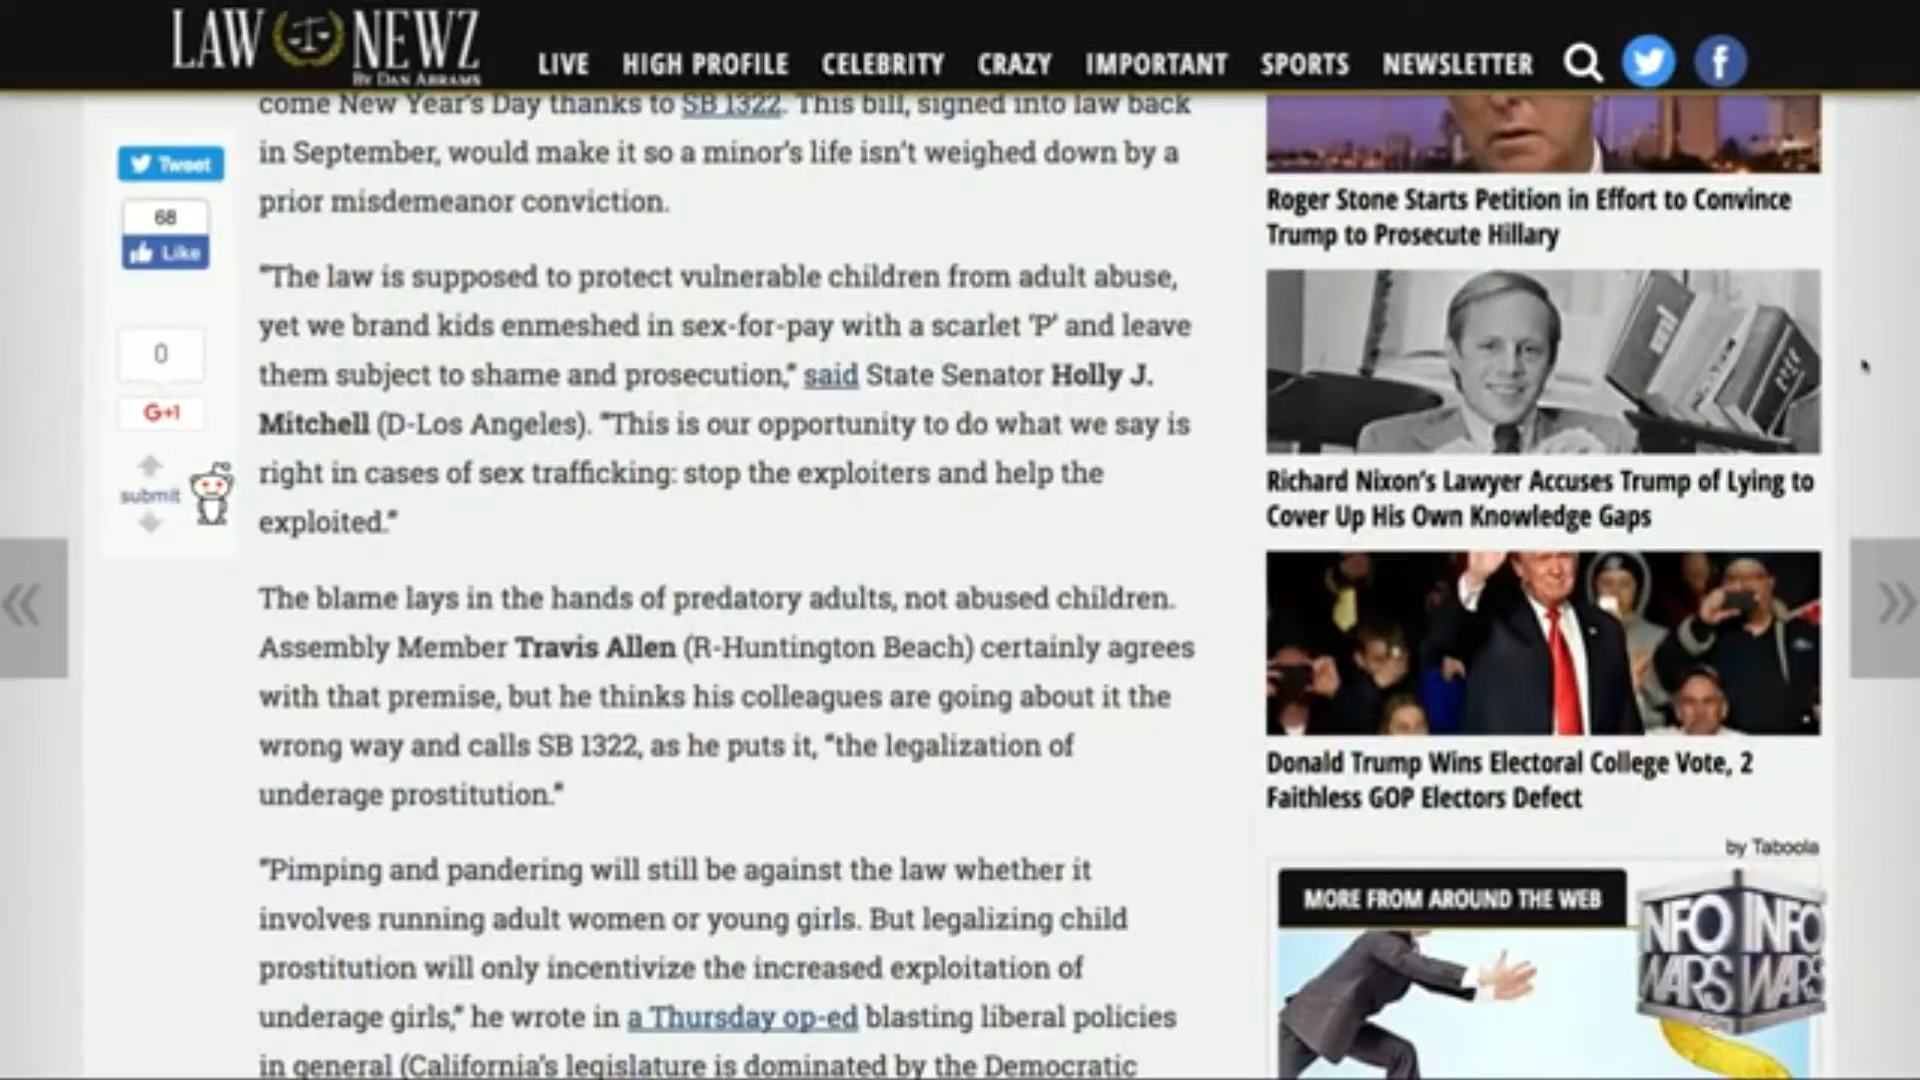 LAW NEWZ
BY DAN ABRAMS
LIVE HIGH PROFILE CELEBRITY CRAZY IMPORTANT SPORTS NEWSLETTER
Tweet
68
Like
0
G+1
submit
come New Year's Day thanks to SB 1322. This bill, signed into law back
in September, would make it so a minor's life isn't weighed down by a
prior misdemeanor conviction.
"The law is supposed to protect vulnerable children from adult abuse,
yet we brand kids enmeshed in sex-for-pay with a scarlet 'P' and leave
them subject to shame and prosecution," said State Senator Holly J.
Mitchell (D-Los Angeles). "This is our opportunity to do what we say is
right in cases of sex trafficking: stop the exploiters and help the
exploited."
The blame lays in the hands of predatory adults, not abused children.
Assembly Member Travis Allen (R-Huntington Beach) certainly agrees
with that premise, but he thinks his colleagues are going about it the
wrong way and calls SB 1322, as he puts it, "the legalization of
underage prostitution."
"Pimping and pandering will still be against the law whether it
involves running adult women or young girls. But legalizing child
prostitution will only incentivize the increased exploitation of
underage girls," he wrote in a Thursday op-ed blasting liberal policies
in general (California's legislature is dominated by the Democratic
Roger Stone Starts Petition in Effort to Convince
Trump to Prosecute Hillary
Richard Nixon's Lawyer Accuses Trump of Lying to
Cover Up His Own Knowledge Gaps
Donald Trump Wins Electoral College Vote, 2
Faithless GOP Electors Defect
by Taboola
MORE FROM AROUND THE WEB
INFO INFO
WARS WARS